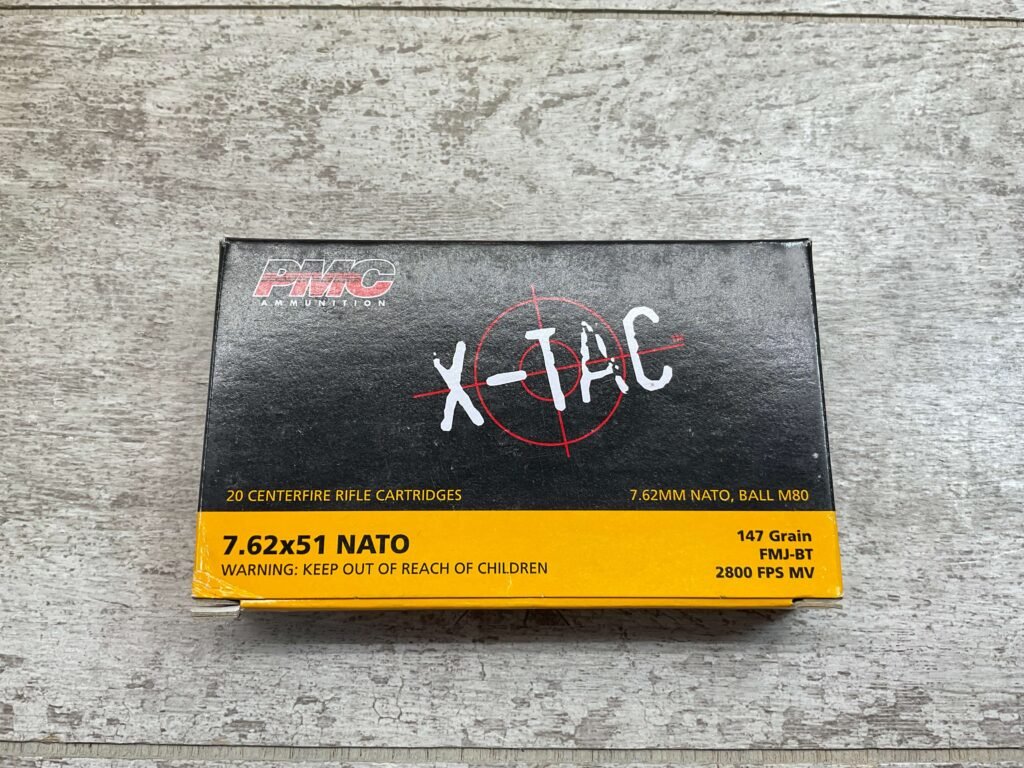 PMC
AMMUNITION
X-TAC
20 CENTERFIRE RIFLE CARTRIDGES
7.62MM NATO, BALL M80
7.62x51 NATO
147 Grain
FMJ-BT
WARNING: KEEP OUT OF REACH OF CHILDREN
2800 FPS MV